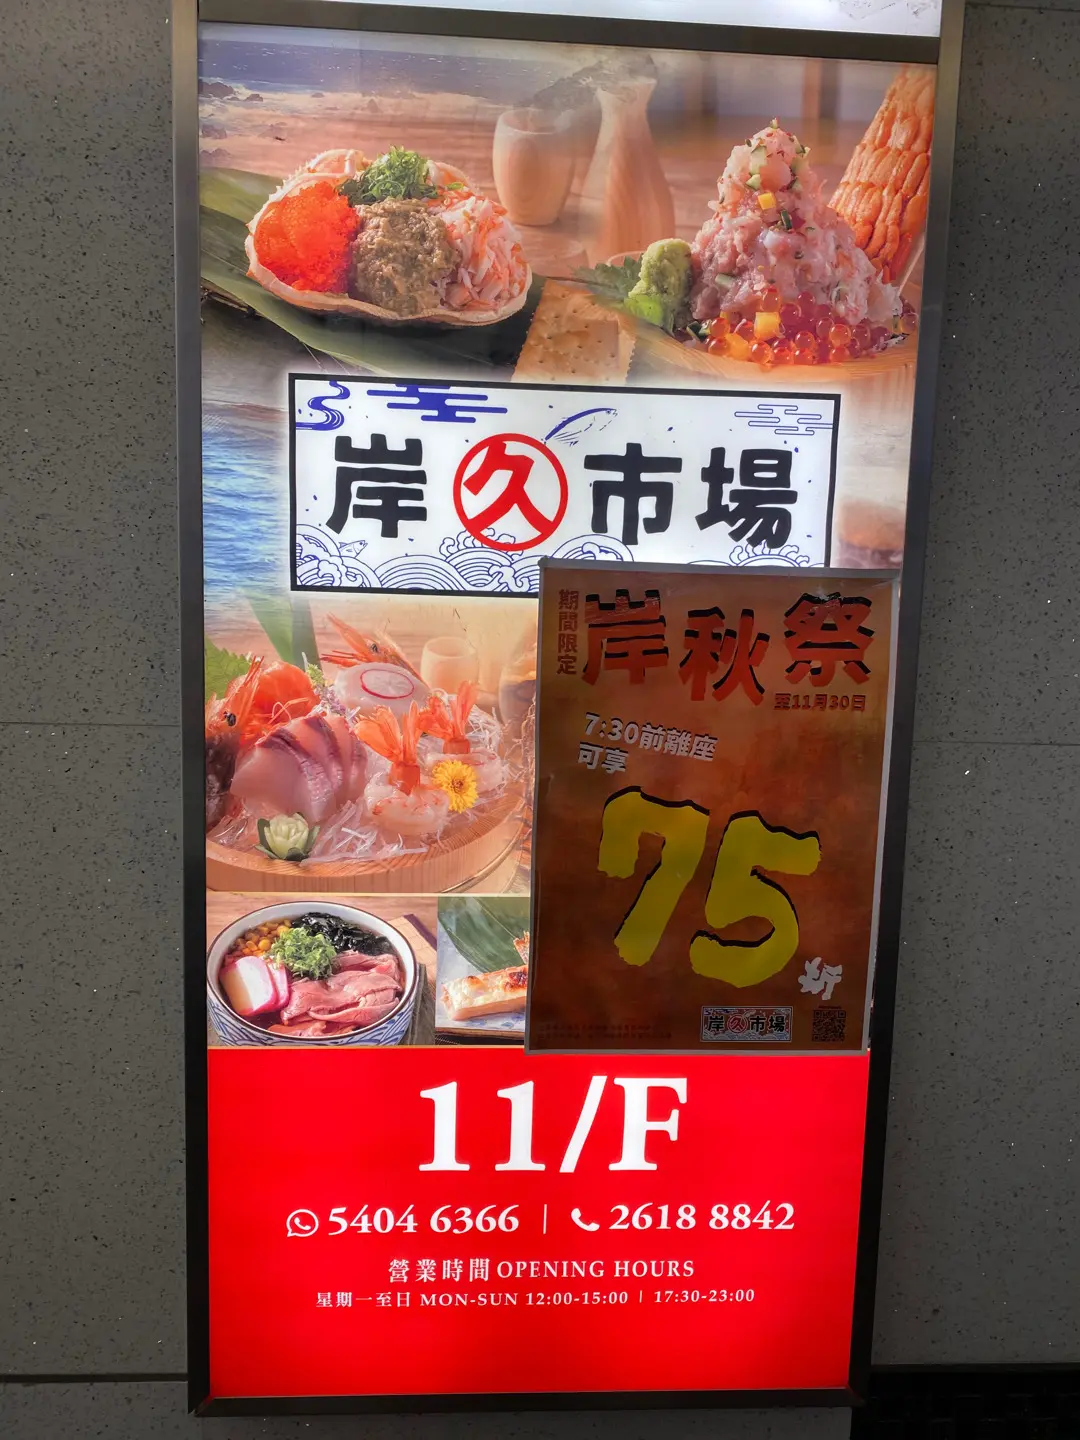 岸久市場
期間限定
岸秋祭
至11月30日
7:30前離座
可享
75
折
岸久市場
11/F
5404 6366 | 2618 8842
營業時間 OPENING HOURS
星期一至日 MON-SUN 12:00-15:00 | 17:30-23:00